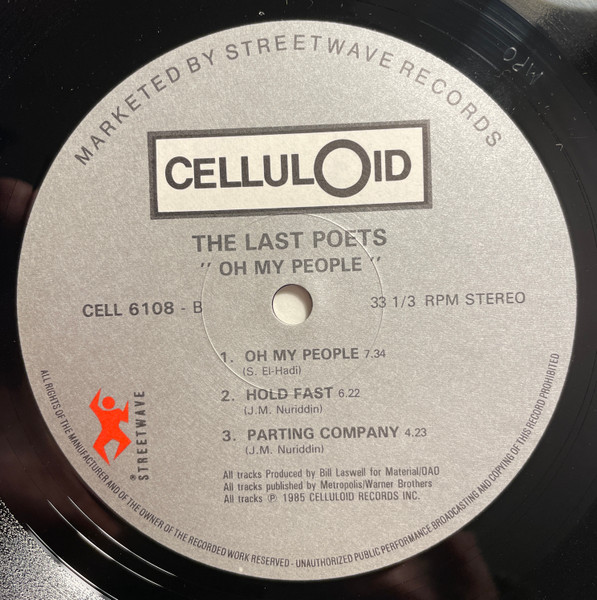 MARKETED BY STREETWAVE RECORDS
MPO
CELLULOID
THE LAST POETS
" OH MY PEOPLE "
CELL 6108 - B
33 1/3 RPM STEREO
1. OH MY PEOPLE 7.34
(S. El-Hadi)
2. HOLD FAST 6.22
(J.M. Nuriddin)
3. PARTING COMPANY 4.23
(J.M. Nuriddin)
® STREETWAVE
All tracks Produced by Bill Laswell for Material/OAO
All tracks published by Metropolis/Warner Brothers
All tracks ℗ 1985 CELLULOID RECORDS INC.
ALL RIGHTS OF THE MANUFACTURER AND OF THE OWNER OF THE RECORDED WORK RESERVED - UNAUTHORIZED PUBLIC PERFORMANCE BROADCASTING AND COPYING OF THIS RECORD PROHIBITED